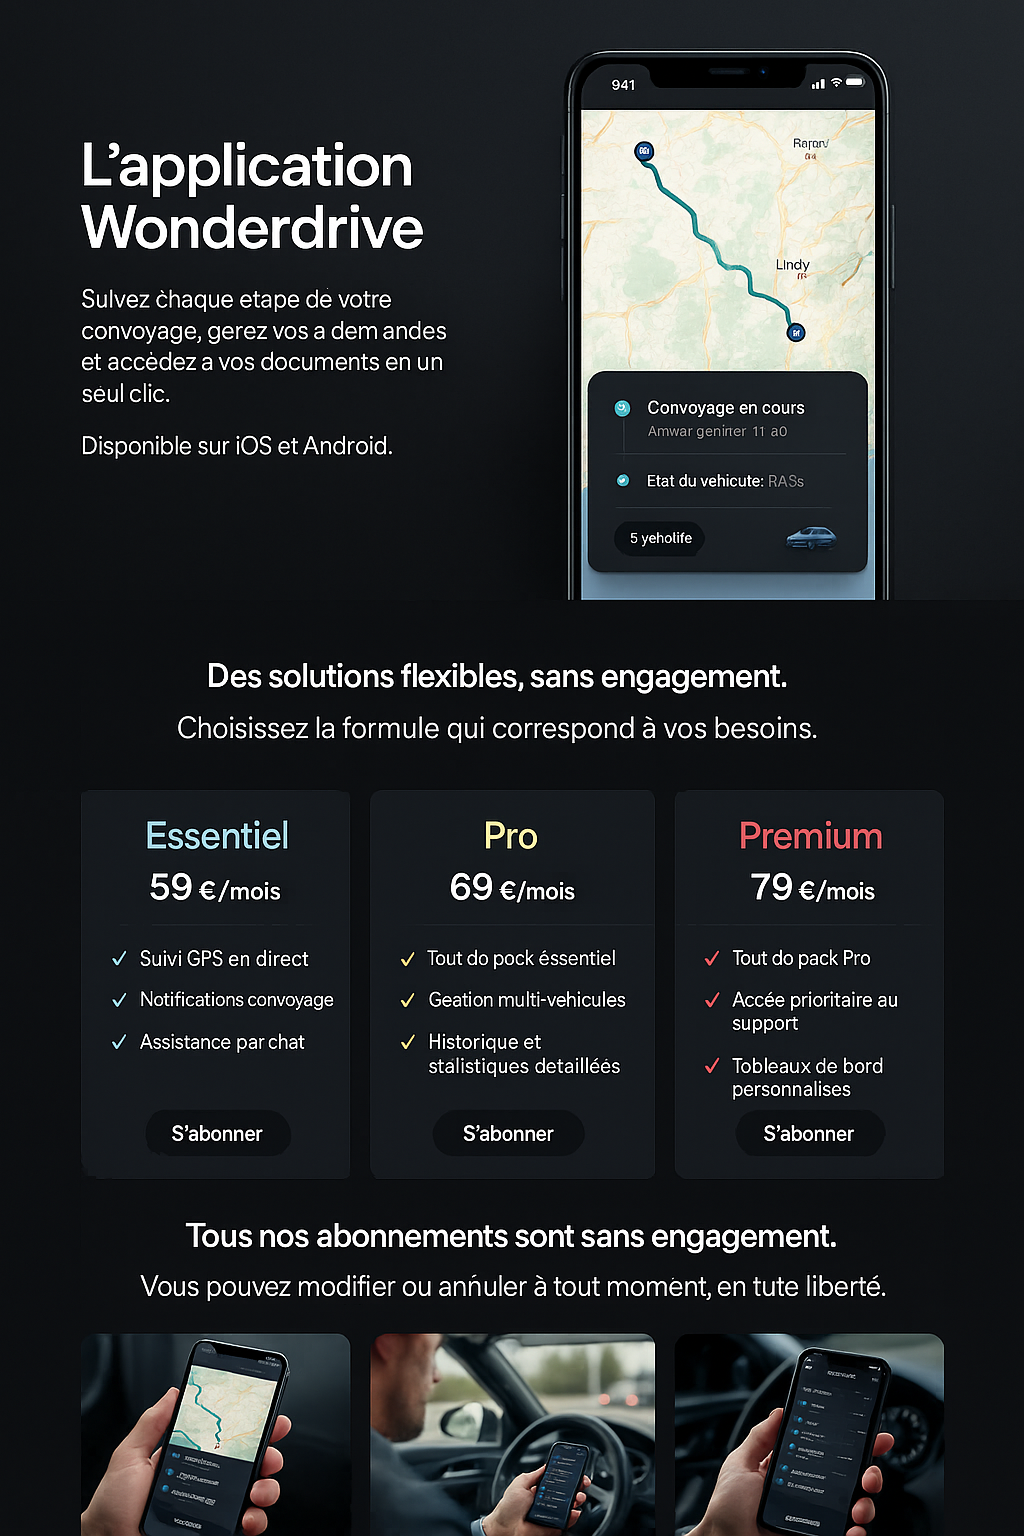 L'application
Wonderdrive
Sulvez chaque etape de votre
convoyage, gerez vos a dem andes
et accèdez a vos documents en un
seul clic.
Disponible sur iOS et Android.
941
Lindy
Convoyage en cours
Amwar genirrer 11 a0
Etat du vehicute: RASs
5 yeholife
Des solutions flexibles, sans engagement.
Choisissez la formule qui correspond à vos besoins.
Essentiel
59 €/mois
Suivi GPS en direct
Notifications convoyage
Assistance par chat
S'abonner
Pro
69 €/mois
Tout do pock éssentiel
Geation multi-vehicules
Historique et
stalistiques detailléés
S'abonner
Premium
79 €/mois
Tout do pack Pro
Accée prioritaire au
support
Tobleaux de bord
personnalises
S'abonner
Tous nos abonnements sont sans engagement.
Vous pouvez modifier ou anńuler à tout moment, en tute liberté.